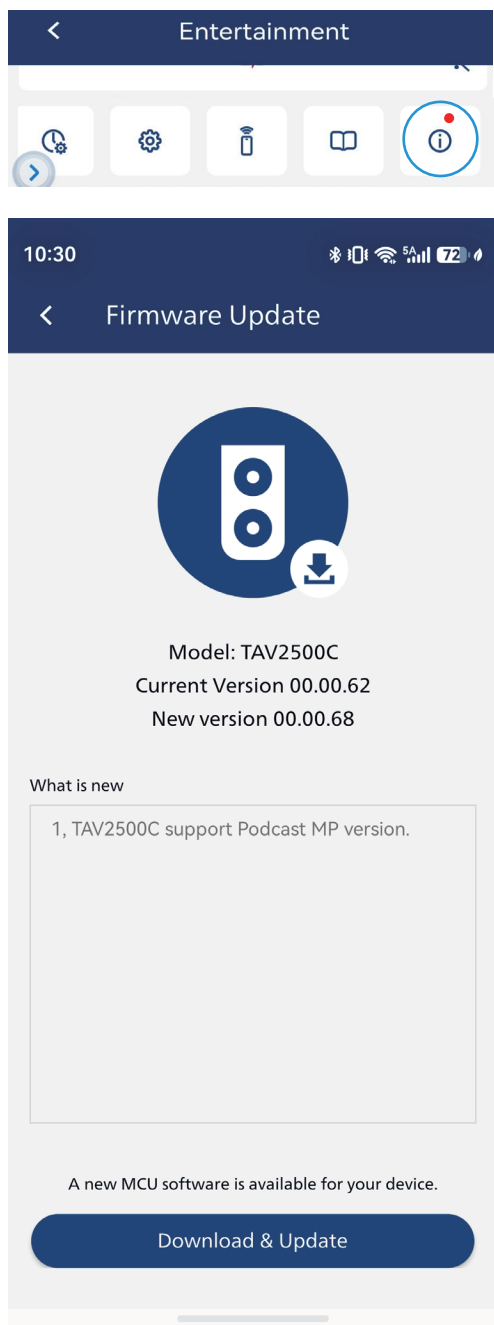 Entertainment
10:30
5A
72
Firmware Update
Model: TAV2500C
Current Version 00.00.62
New version 00.00.68
What is new
1, TAV2500C support Podcast MP version.
A new MCU software is available for your device.
Download & Update